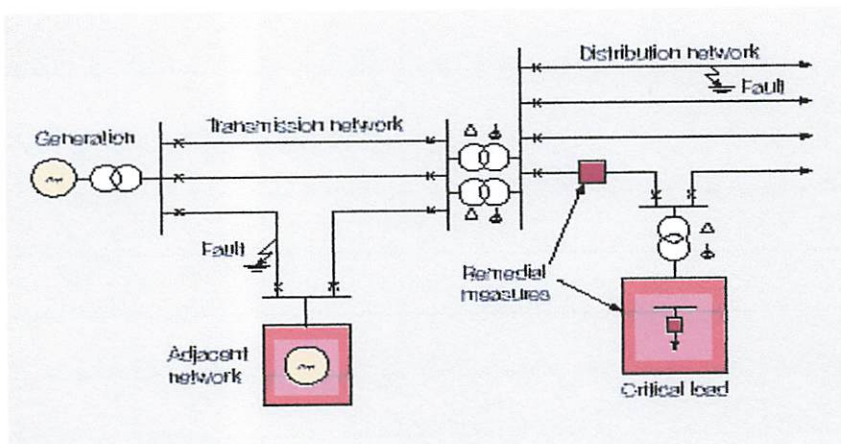 Distribution network
Fault
Transmission network
Generation
Fault
Remedial
measures
Adjacent
network
Critical load